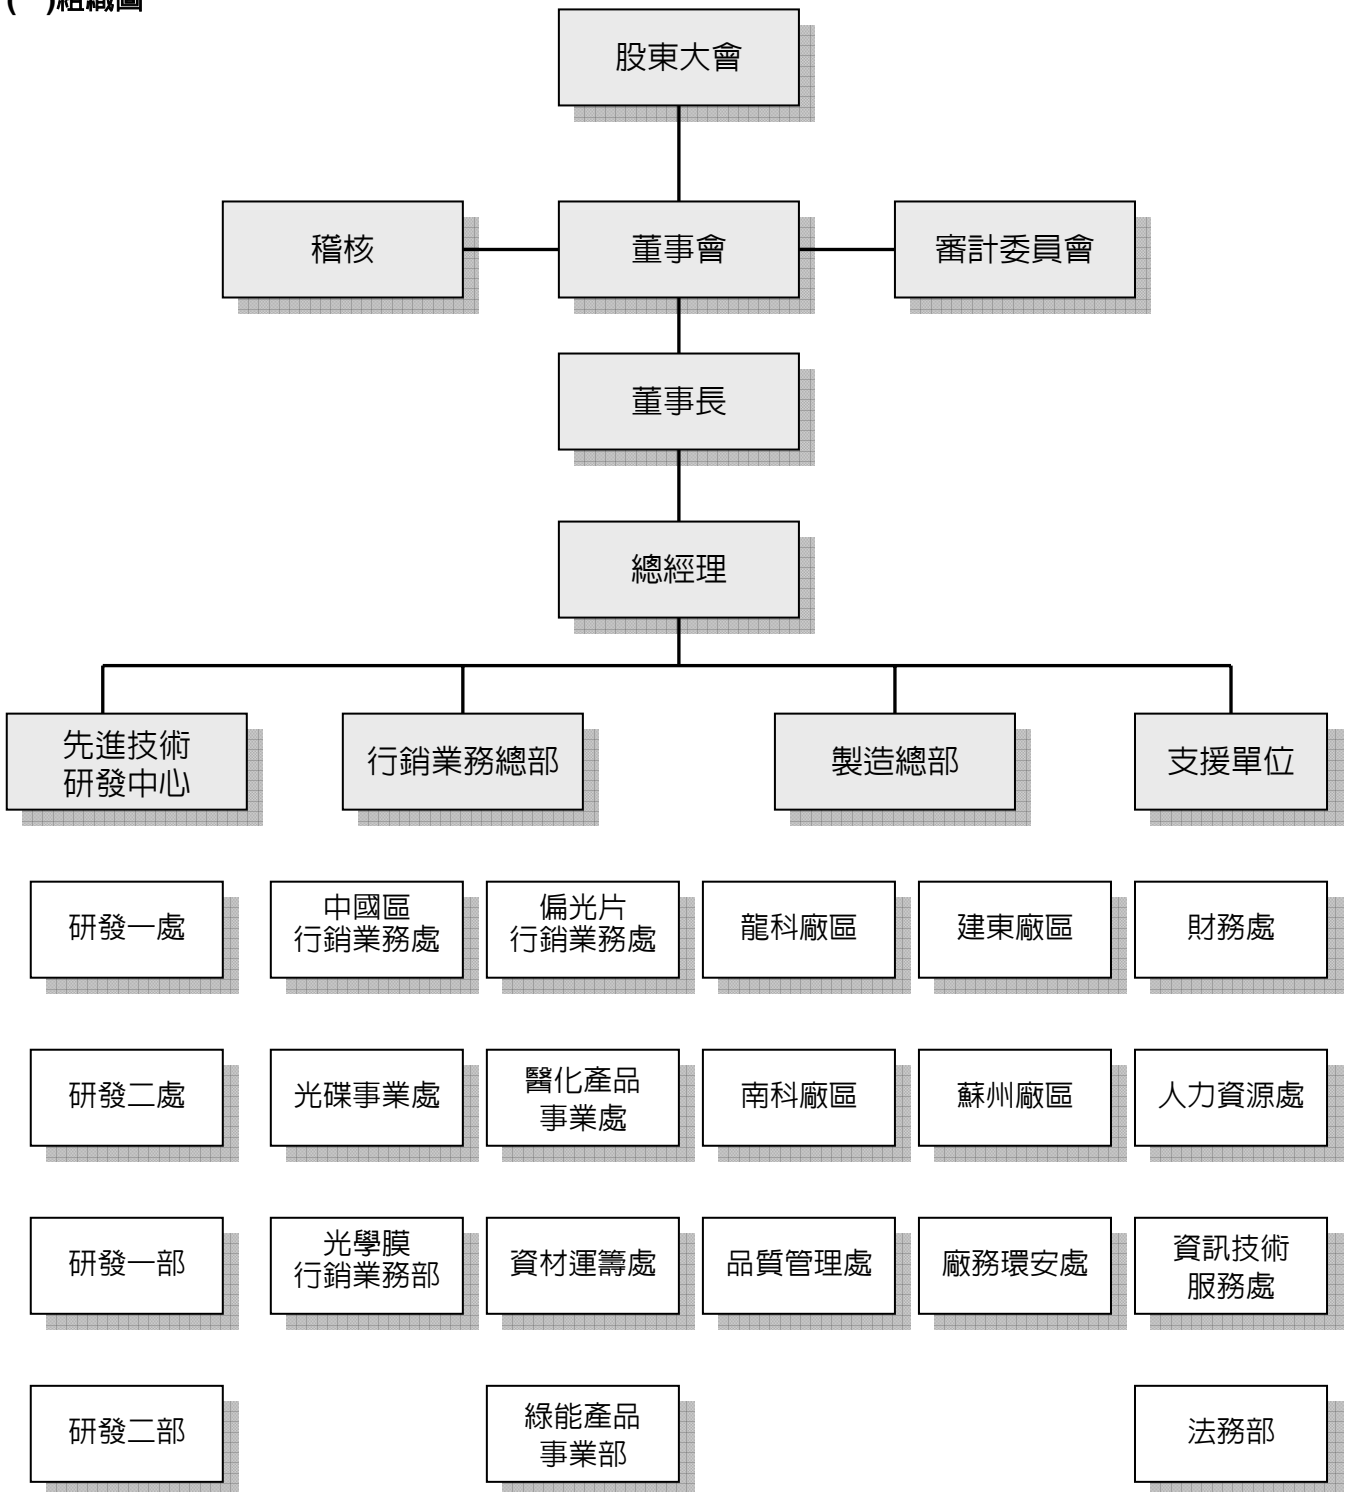 組織圖
股東大會
稽核
董事會
審計委員會
董事長
總經理
先進技術
研發中心
行銷業務總部
製造總部
支援單位
研發一處
中國區
行銷業務處
偏光片
行銷業務處
龍科廠區
建東廠區
財務處
研發二處
光碟事業處
醫化產品
事業處
南科廠區
蘇州廠區
人力資源處
研發一部
光學膜
行銷業務部
資材運籌處
品質管理處
廠務環安處
資訊技術
服務處
研發二部
綠能產品
事業部
法務部